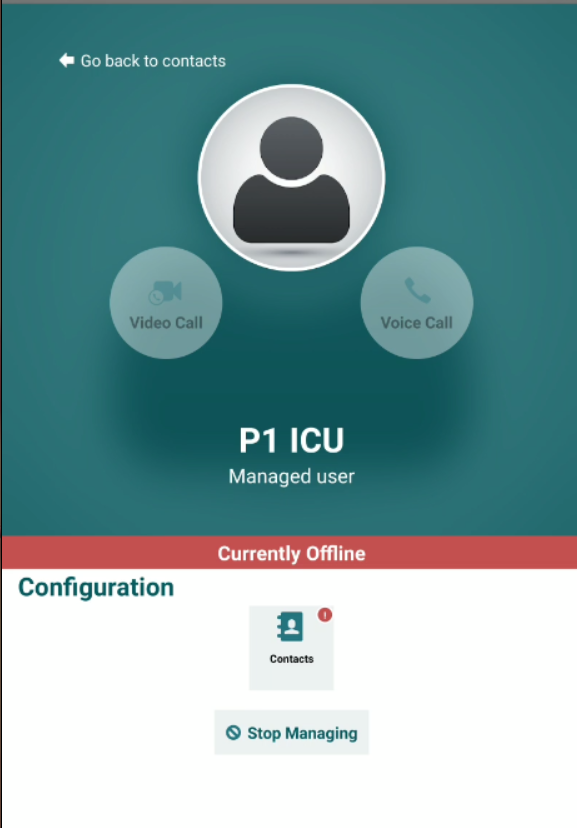 Go back to contacts
Video Call
Voice Call
P1 ICU
Managed user
Currently Offline
Configuration
Contacts
Stop Managing